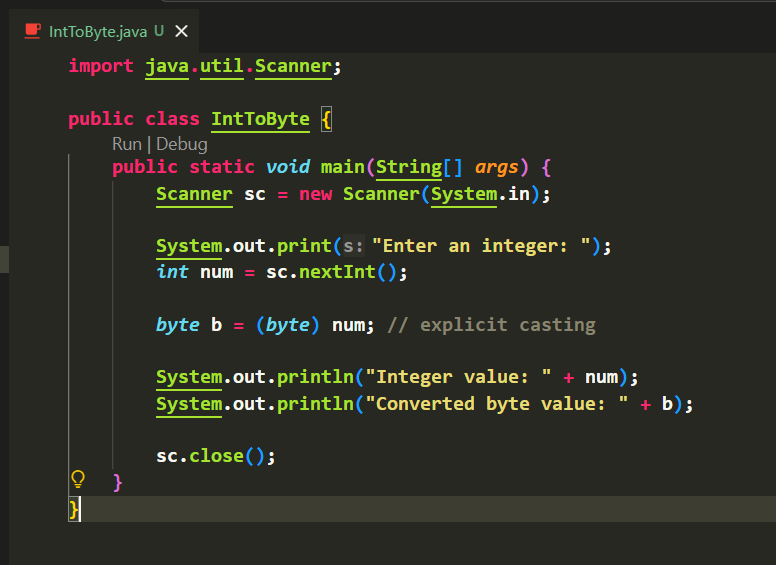 IntToByte.java U
import java.util.Scanner;
public class IntToByte {
Run | Debug
public static void main(String[] args) {
Scanner sc = new Scanner(System.in);
System.out.print(s: "Enter an integer: ");
int num = sc.nextInt();
byte b = (byte) num; // explicit casting
System.out.println("Integer value: " + num);
System.out.println("Converted byte value: " + b);
sc.close();
}
}